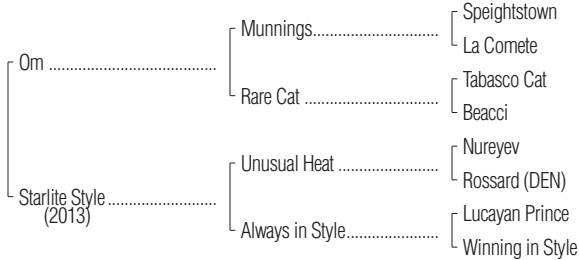 Speightstown
Munnings
La Comete
Om
Tabasco Cat
Rare Cat
Beacci
Nureyev
Unusual Heat
Rossard (DEN)
Starlite Style
(2013)
Lucayan Prince
Always in Style
Winning in Style